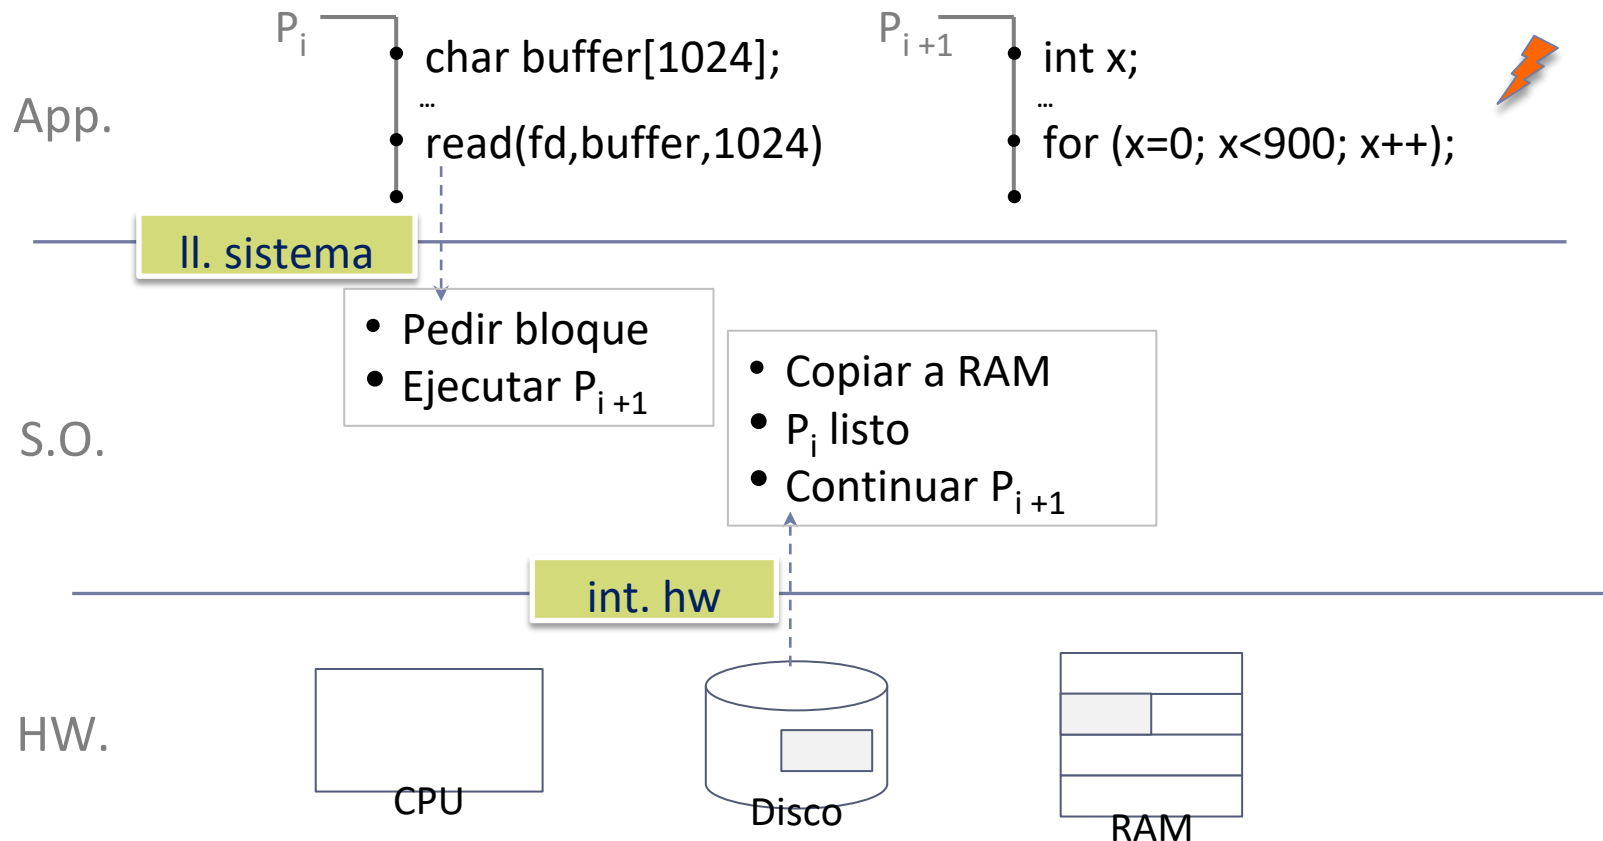 Pi
char buffer[1024];
...
read(fd,buffer,1024)
Pi +1
int x;
...
for (x=0; x<900; x++);
App.
ll. sistema
• Pedir bloque
• Ejecutar Pi +1
• Copiar a RAM
• Pi listo
• Continuar Pi +1
S.O.
int. hw
HW.
CPU
Disco
RAM